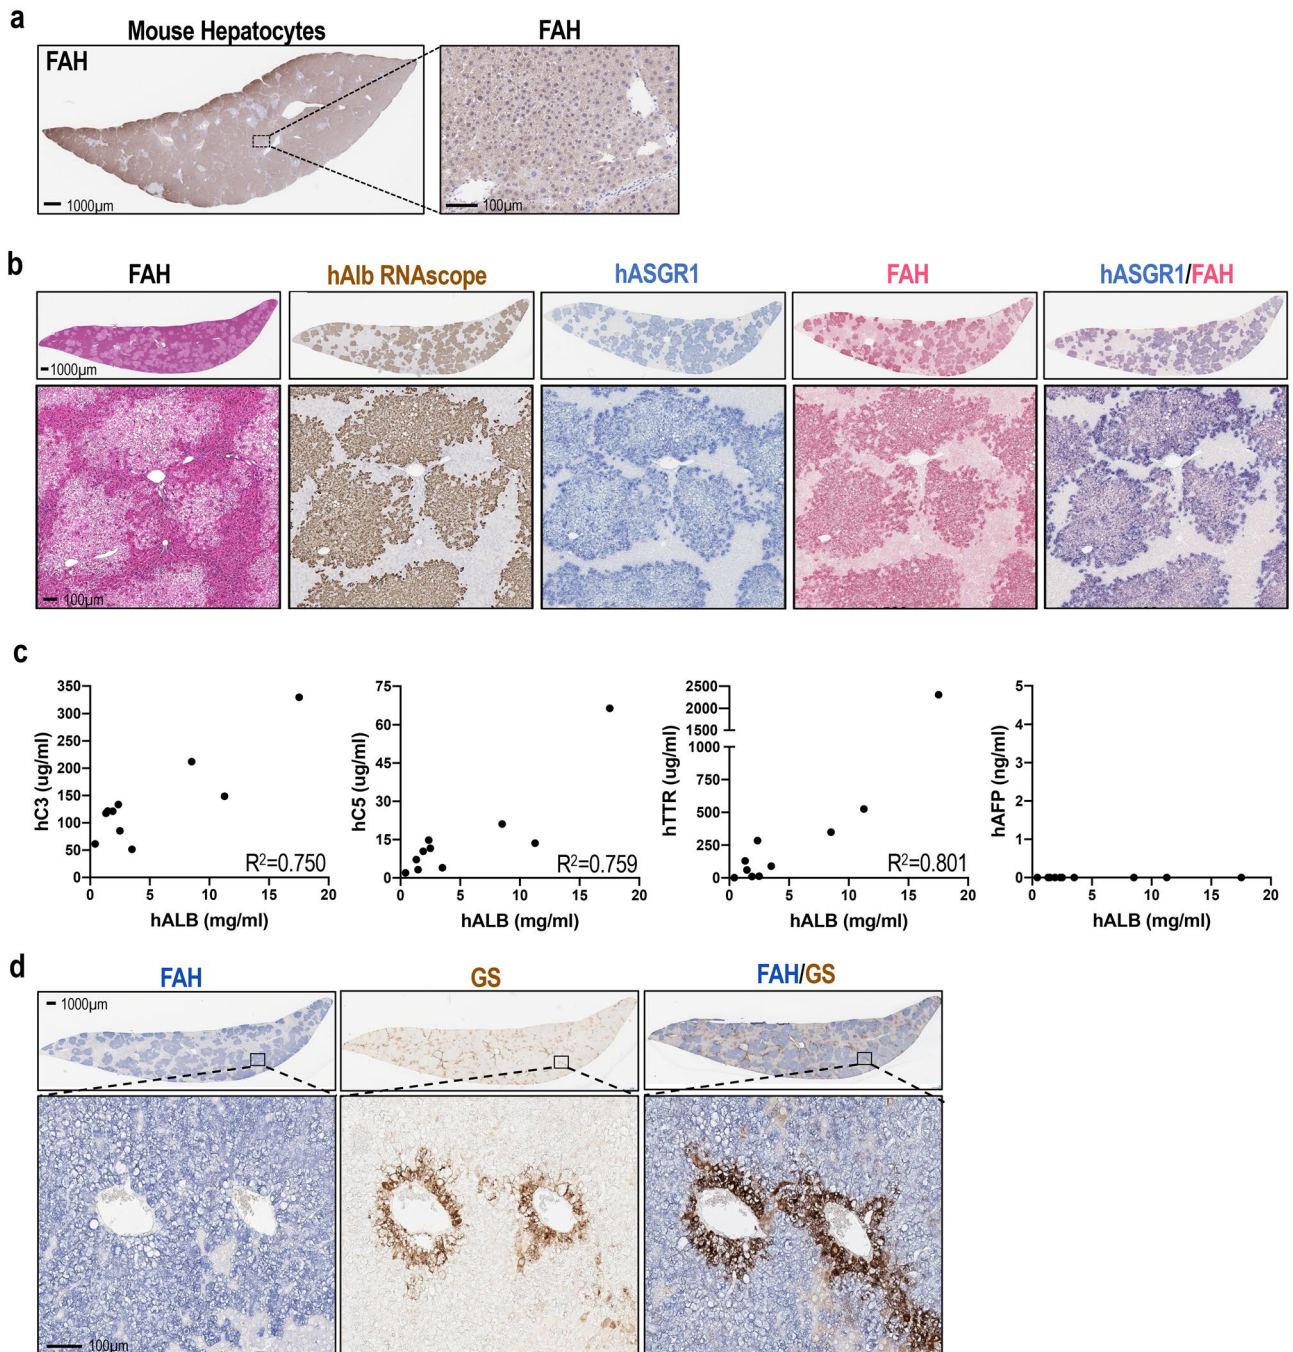 a
Mouse Hepatocytes
FAH
FAH
1000µm
100µm
b
FAH
hAlb RNAscope
hASGR1
FAH
hASGR1/FAH
1000µm
100µm
c
350
300
250
200
150
100
50
0
hC3 (ug/ml)
R²=0.750
0 5 10 15 20
hALB (mg/ml)
75
60
45
30
15
0
hC5 (ug/ml)
R²=0.759
0 5 10 15 20
hALB (mg/ml)
2500
2000
1500
1000
750
500
250
0
hTTR (ug/ml)
R²=0.801
0 5 10 15 20
hALB (mg/ml)
5
4
3
2
1
0
hAFP (ng/ml)
0 5 10 15 20
hALB (mg/ml)
d
FAH
GS
FAH/GS
1000µm
100µm